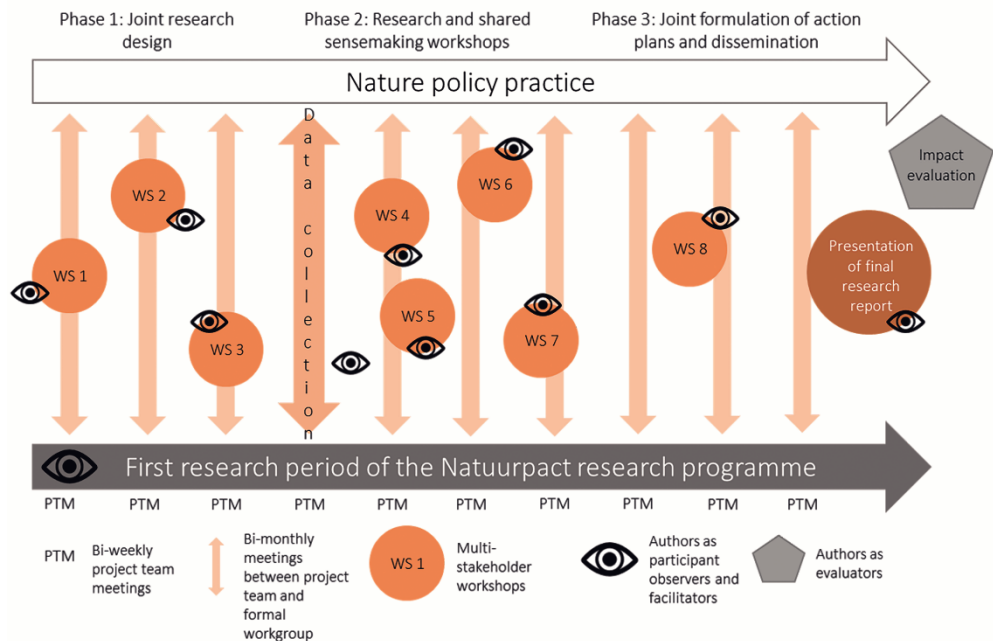 Phase 1: Joint research
design
Phase 2: Research and shared
sensemaking workshops
Phase 3: Joint formulation of action
plans and dissemination
Nature policy practice
Data collection
WS 1
WS 2
WS 3
WS 4
WS 5
WS 6
WS 7
WS 8
Impact
evaluation
Presentation
of final
research
report
First research period of the Natuurpact research programme
PTM PTM PTM PTM PTM PTM PTM PTM PTM PTM
PTM
Bi-weekly
project team
meetings
Bi-monthly
meetings
between project
team and
formal
workgroup
WS 1
Multi-
stakeholder
workshops
Authors as
participant
observers and
facilitators
Authors as
evaluators